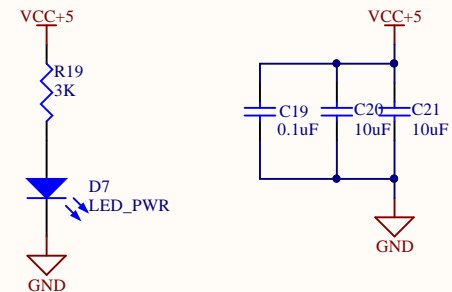 VCC+5
R19
3K
D7
LED_PWR
GND
VCC+5
C19
0.1uF
C20
10uF
C21
10uF
GND